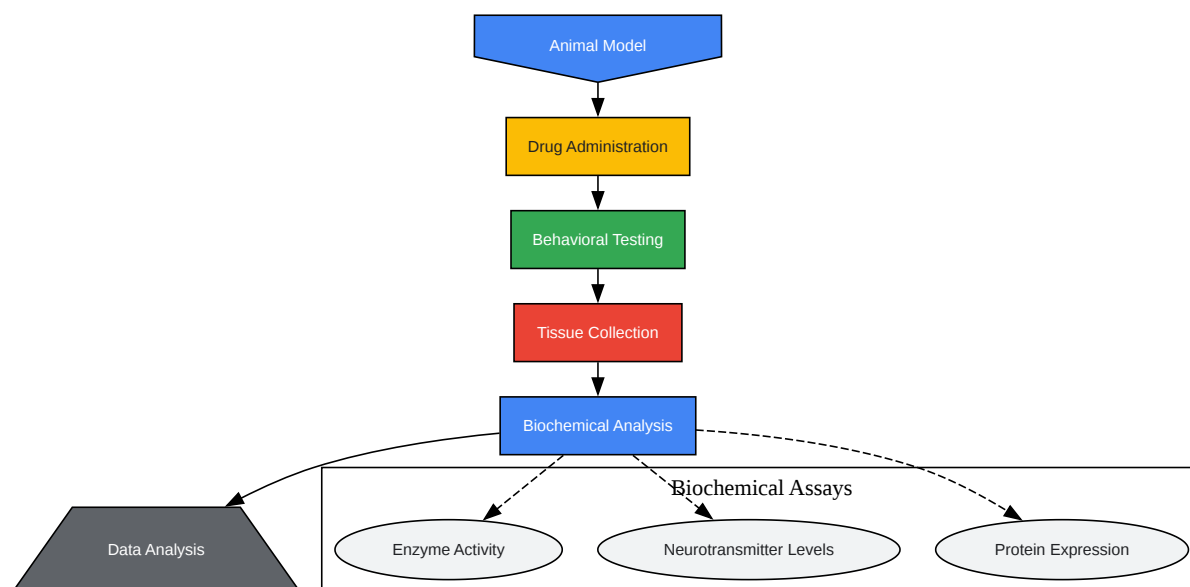 Animal Model
Drug Administration
Behavioral Testing
Tissue Collection
Biochemical Analysis
Biochemical Assays
Data Analysis
Enzyme Activity
Neurotransmitter Levels
Protein Expression